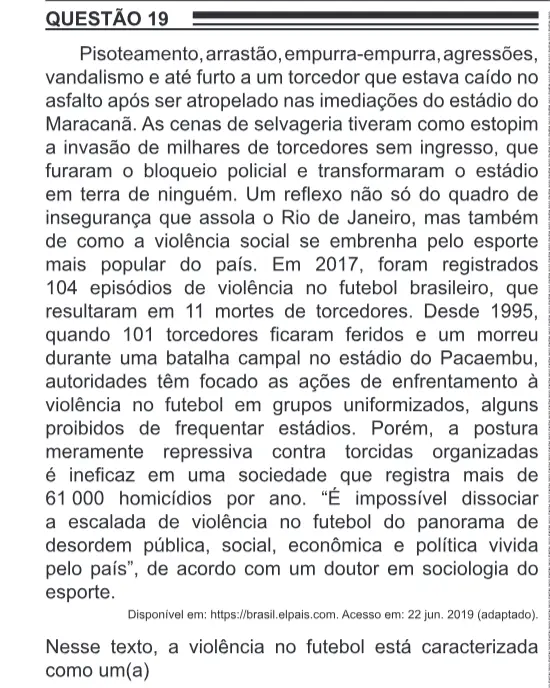 QUESTÃO 19
Pisoteamento, arrastão, empurra-empurra, agressões,
vandalismo e até furto a um torcedor que estava caído no
asfalto após ser atropelado nas imediações do estádio do
Maracanã. As cenas de selvageria tiveram como estopim
a invasão de milhares de torcedores sem ingresso, que
furaram o bloqueio policial e transformaram o estádio
em terra de ninguém. Um reflexo não só do quadro de
insegurança que assola o Rio de Janeiro, mas também
de como a violência social se embrenha pelo esporte
mais popular do país. Em 2017, foram registrados
104 episódios de violência no futebol brasileiro, que
resultaram em 11 mortes de torcedores. Desde 1995,
quando 101 torcedores ficaram feridos e um morreu
durante uma batalha campal no estádio do Pacaembu,
autoridades têm focado as ações de enfrentamento à
violência no futebol em grupos uniformizados, alguns
proibidos de frequentar estádios. Porém, a postura
meramente repressiva contra torcidas organizadas
é ineficaz em uma sociedade que registra mais de
61 000 homicídios por ano. “É impossível dissociar
a escalada de violência no futebol do panorama de
desordem pública, social, econômica e política vivida
pelo país”, de acordo com um doutor em sociologia do
esporte.
Disponível em: https://brasil.elpais.com. Acesso em: 22 jun. 2019 (adaptado).
Nesse texto, a violência no futebol está caracterizada
como um(a)